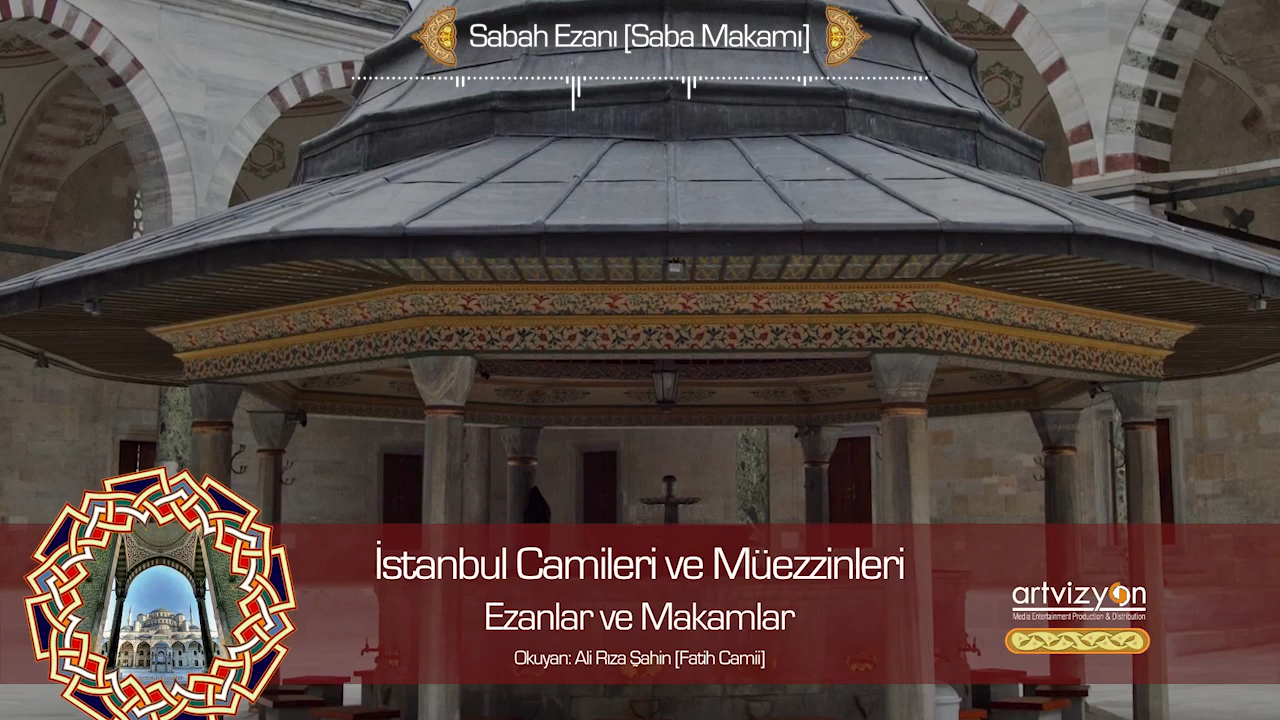 Sabah Ezanı [Saba Makamı]
İstanbul Camileri ve Müezzinleri
Ezanlar ve Makamlar
Okuyan: Ali Rıza Şahin [Fatih Camii]
artvizyon
Media Entertainment Production & Distribution